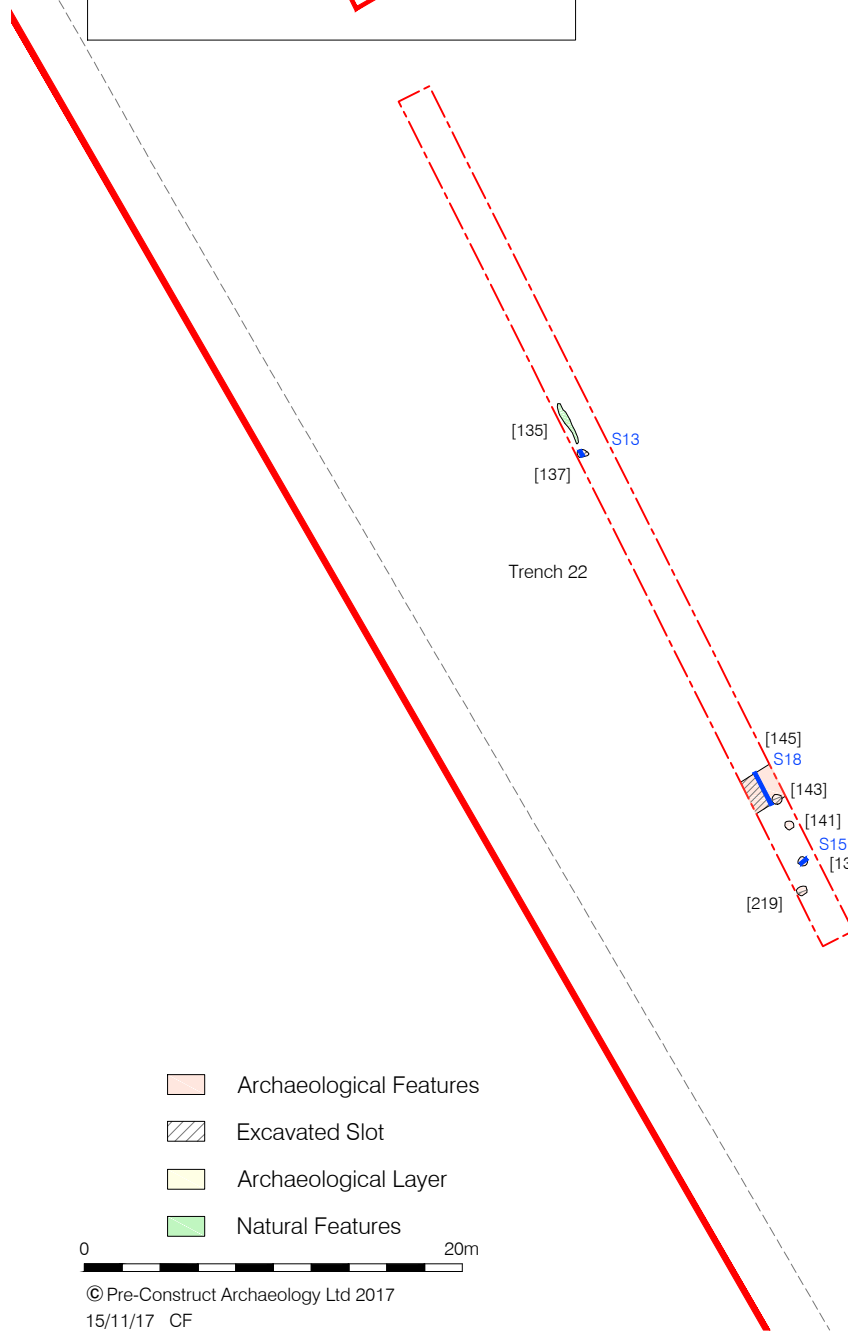 [135]
S13
[137]
Trench 22
[145]
S18
[143]
[141]
S15
[219]
Archaeological Features
Excavated Slot
Archaeological Layer
Natural Features
0 20m
© Pre-Construct Archaeology Ltd 2017
15/11/17 CF